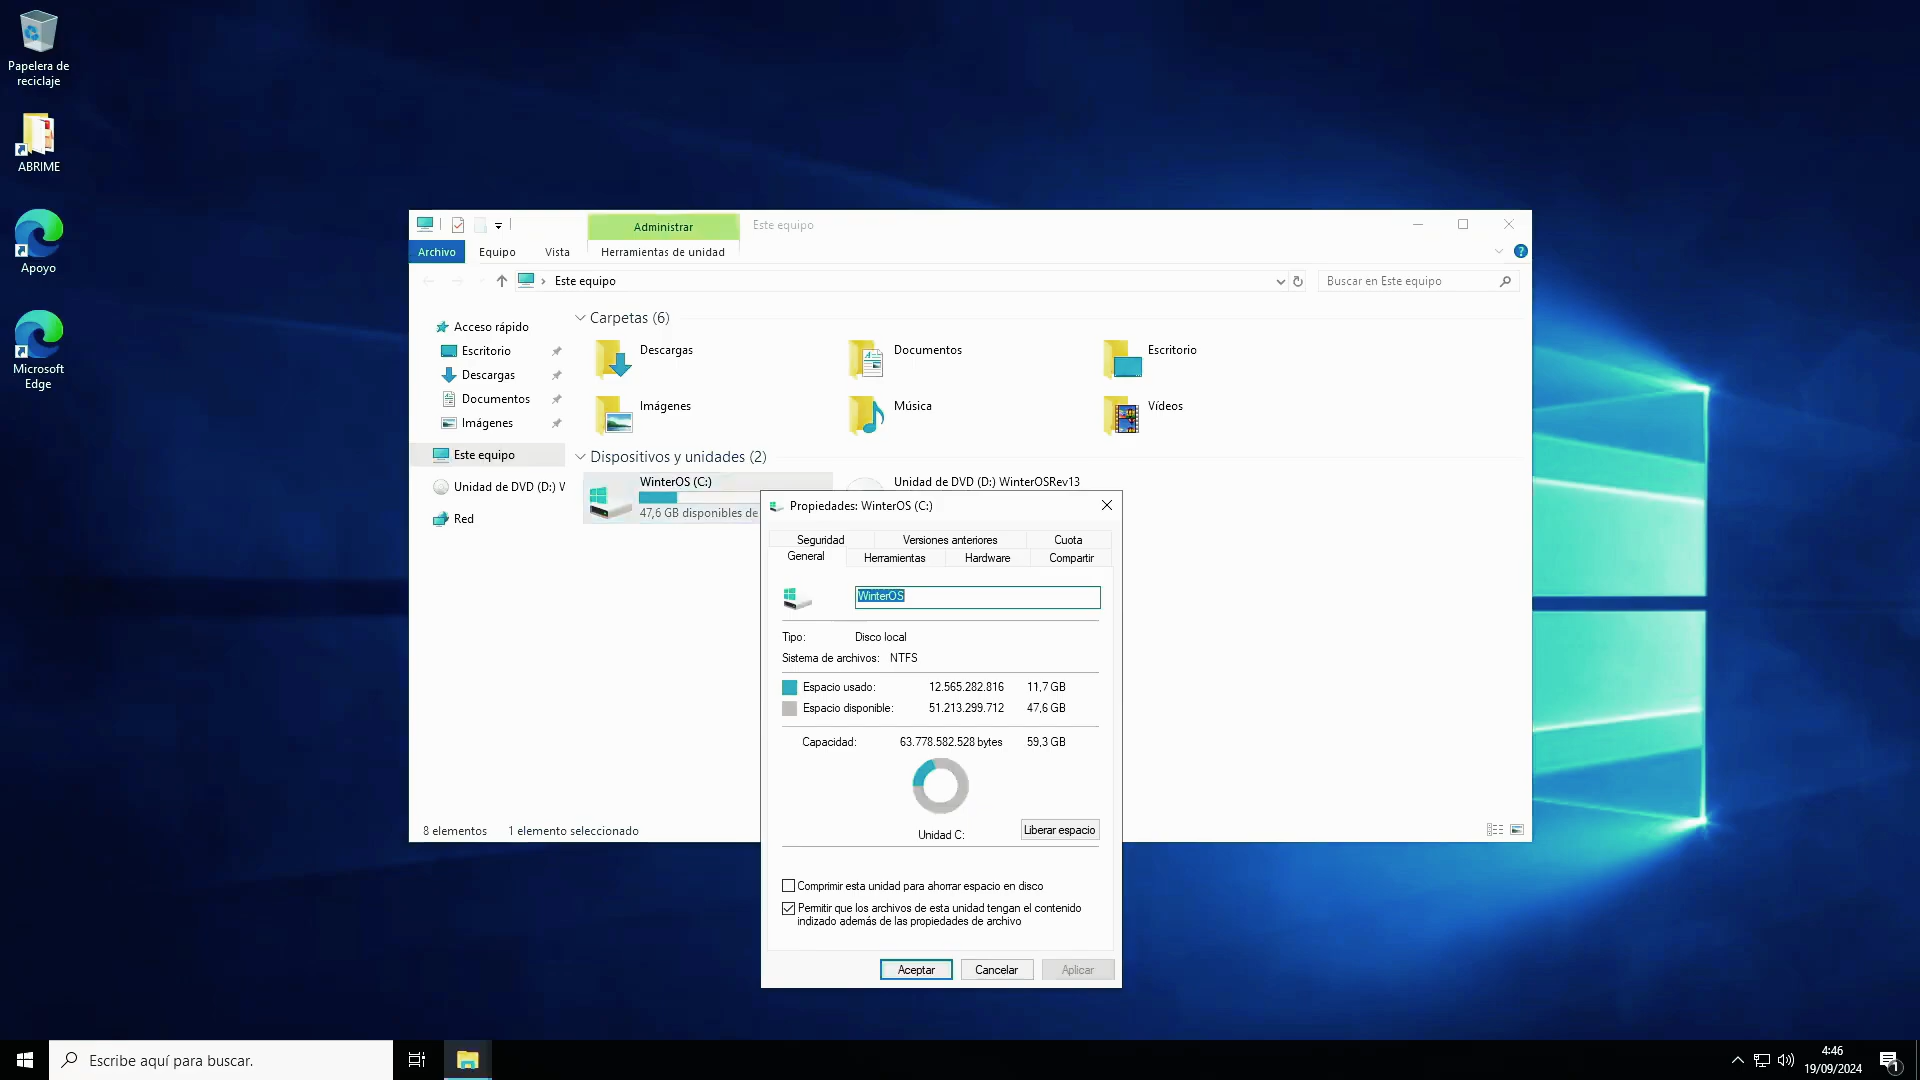 Papelera de
reciclaje
ABRIME
Apoyo
Microsoft
Edge
Administrar
Este equipo
Archivo
Equipo
Vista
Herramientas de unidad
Este equipo
Buscar en Este equipo
Acceso rápido
Escritorio
Descargas
Documentos
Imágenes
Este equipo
Unidad de DVD (D:) V
Red
Carpetas (6)
Descargas
Documentos
Escritorio
Imágenes
Música
Vídeos
Dispositivos y unidades (2)
WinterOS (C:)
47,6 GB disponibles de
Unidad de DVD (D:) WinterOSRev13
8 elementos
1 elemento seleccionado
Propiedades: WinterOS (C:)
Seguridad
Versiones anteriores
Cuota
General
Herramientas
Hardware
Compartir
WinterOS
Tipo: Disco local
Sistema de archivos: NTFS
Espacio usado: 12.565.282.816 11,7 GB
Espacio disponible: 51.213.299.712 47,6 GB
Capacidad: 63.778.582.528 bytes 59,3 GB
Unidad C:
Liberar espacio
Comprimir esta unidad para ahorrar espacio en disco
Permitir que los archivos de esta unidad tengan el contenido
indizado además de las propiedades de archivo
Aceptar
Cancelar
Aplicar
Escribe aquí para buscar.
4:46
19/09/2024
1